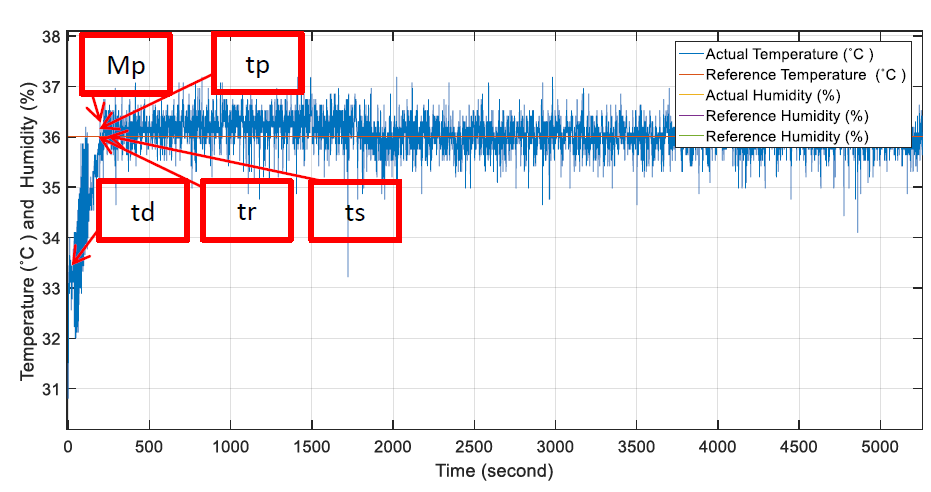 38
37
36
35
34
33
32
31
Temperature (˚C ) and Humidity (%)
Mp
tp
td
tr
ts
Actual Temperature (˚C )
Reference Temperature (˚C )
Actual Humidity (%)
Reference Humidity (%)
Reference Humidity (%)
0 500 1000 1500 2000 2500 3000 3500 4000 4500 5000
Time (second)